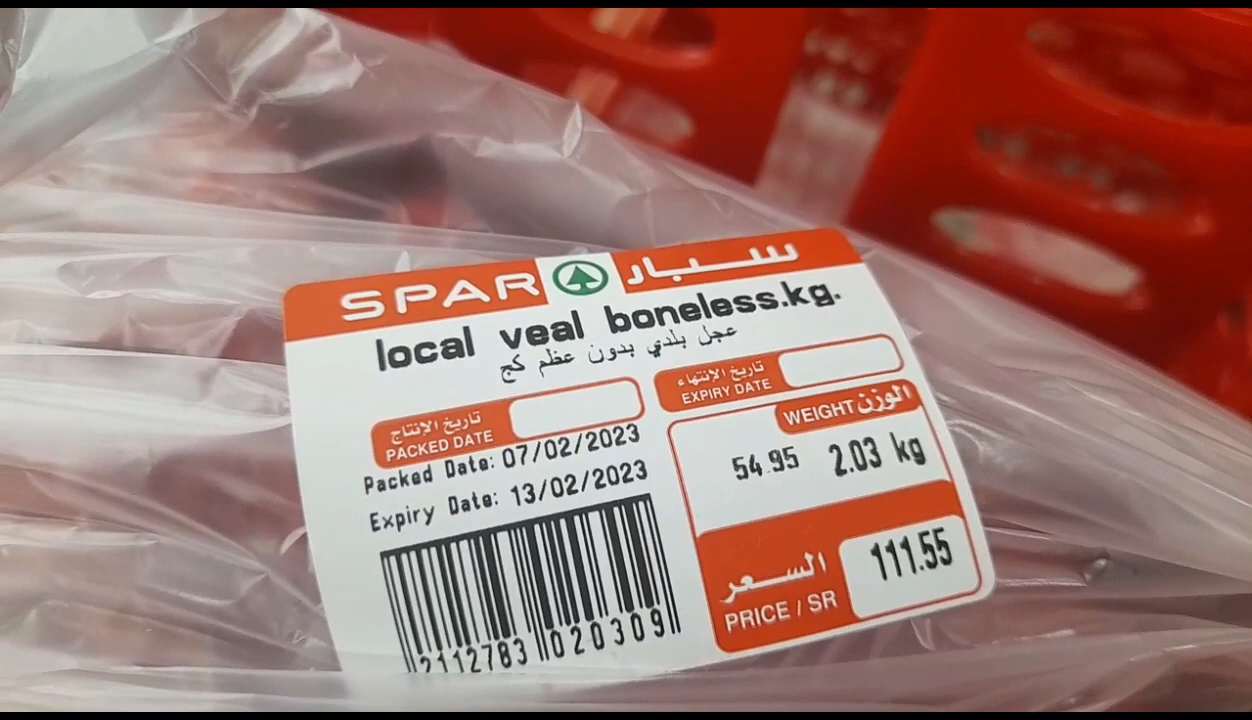 SPAR سبار
local veal boneless.kg.
عجل بلدي بدون عظم كج
تاريخ الإنتاج
PACKED DATE
تاريخ الإنتهاء
EXPIRY DATE
Packed Date: 07/02/2023
Expiry Date: 13/02/2023
WEIGHT الوزن
54.95 2.03 kg
السعر
PRICE / SR
111.55
2112783 020309